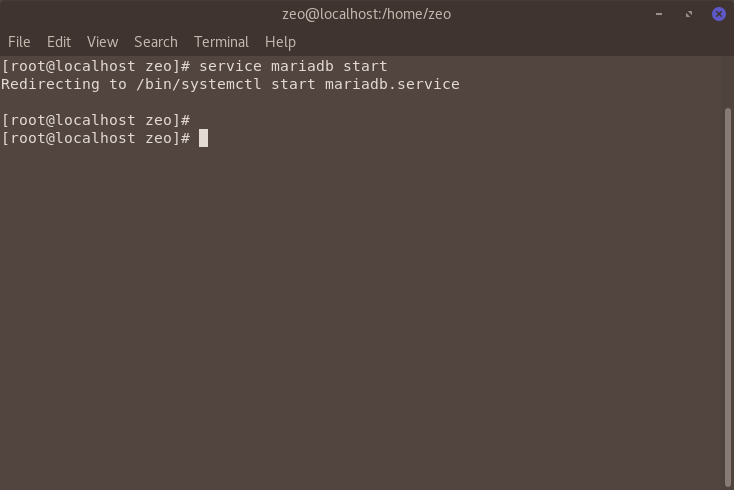 zeo@localhost:/home/zeo
File Edit View Search Terminal Help
[root@localhost zeo]# service mariadb start
Redirecting to /bin/systemctl start mariadb.service
[root@localhost zeo]#
[root@localhost zeo]#